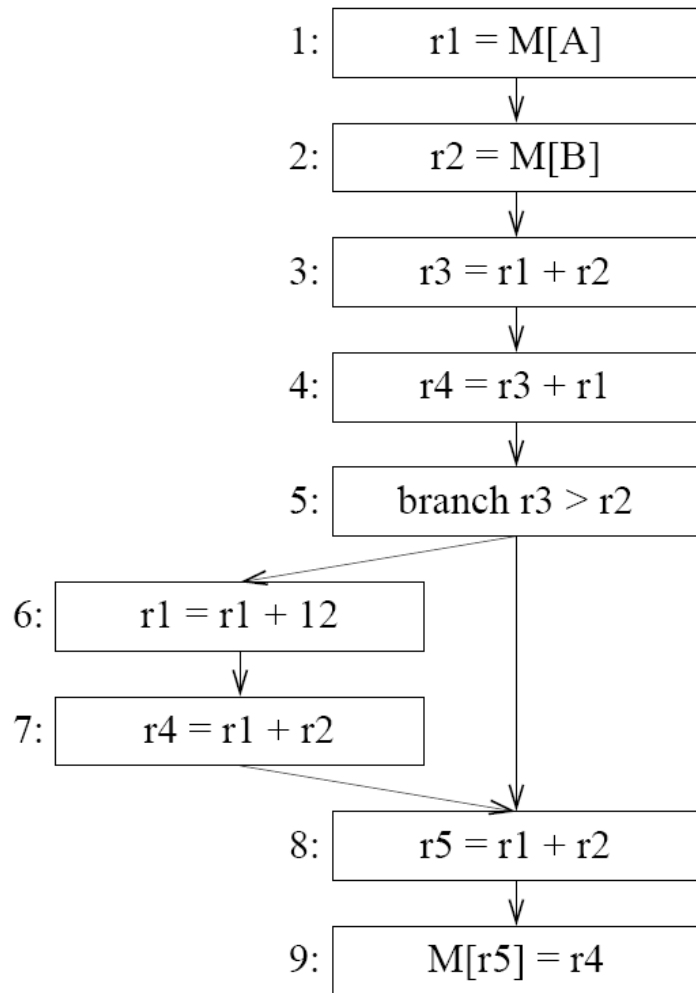 1: r1 = M[A]
2: r2 = M[B]
3: r3 = r1 + r2
4: r4 = r3 + r1
5: branch r3 > r2
6: r1 = r1 + 12
7: r4 = r1 + r2
8: r5 = r1 + r2
9: M[r5] = r4